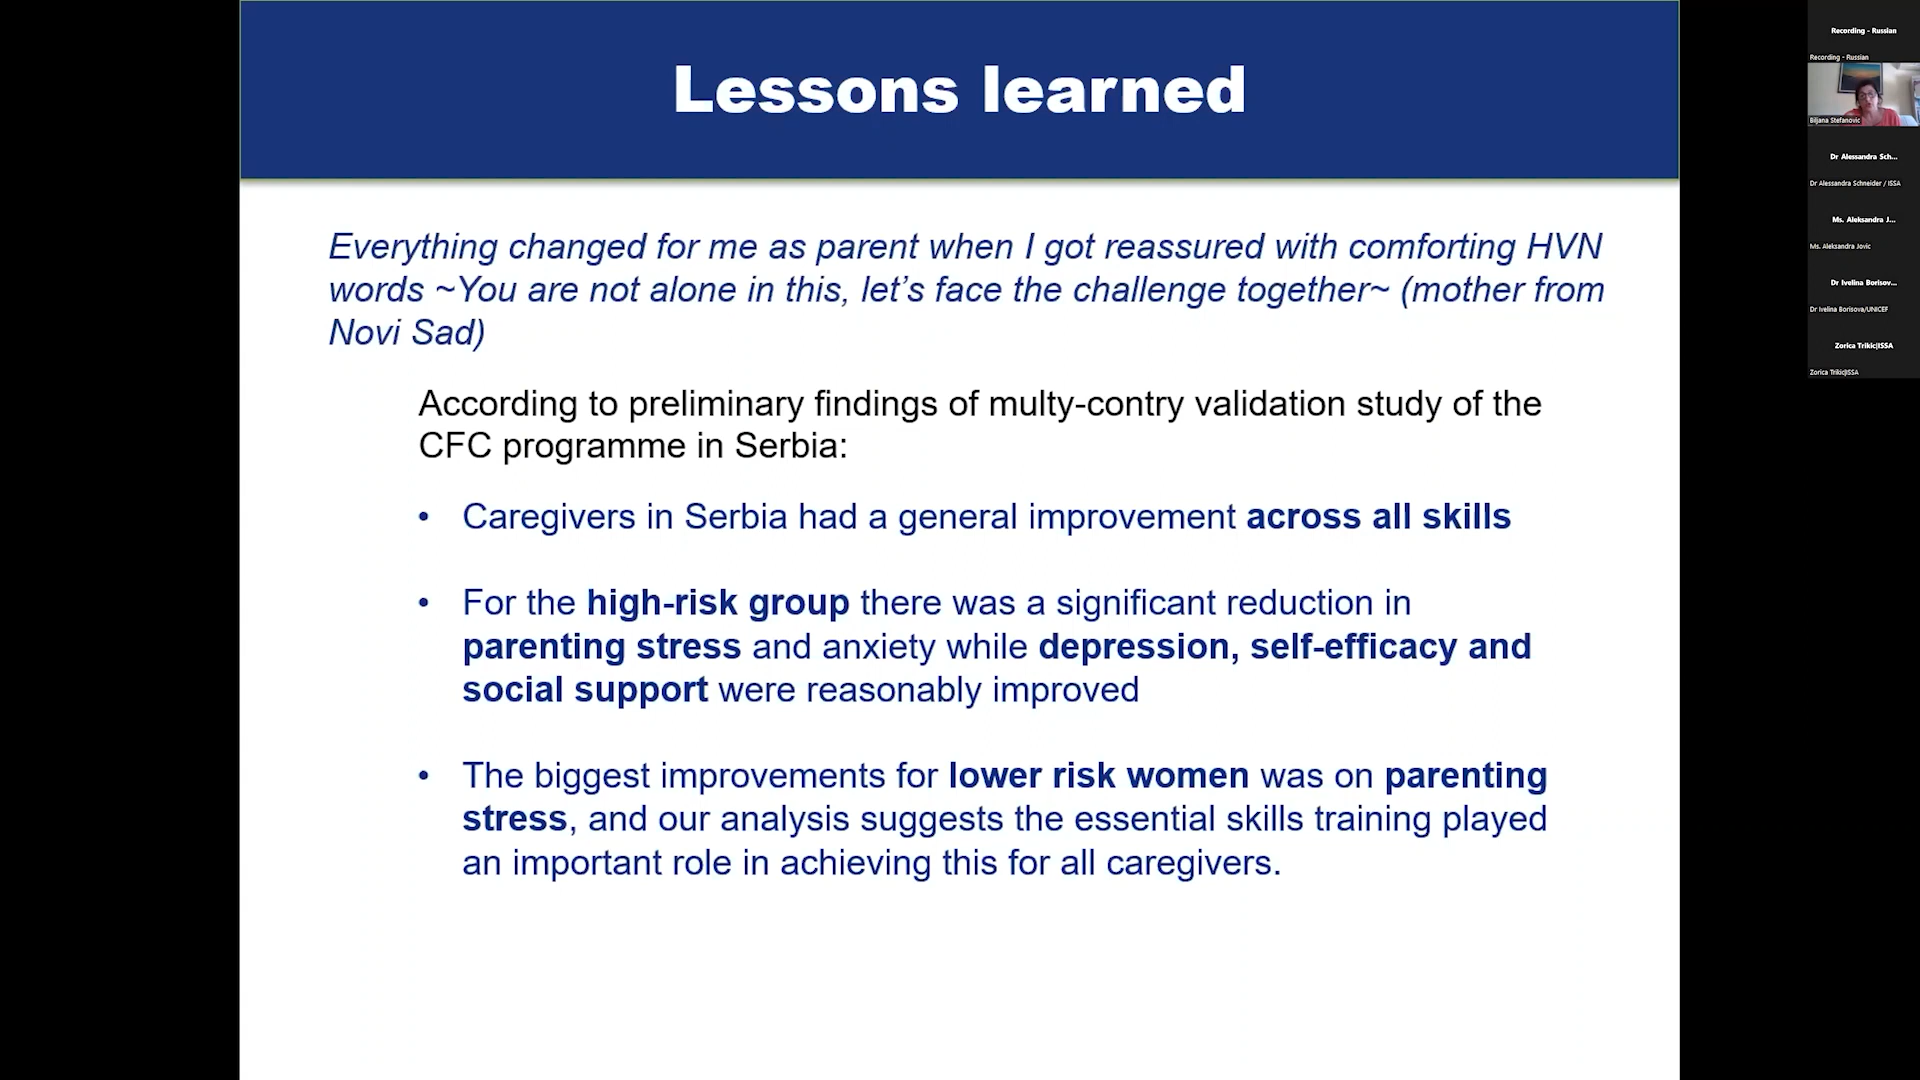 Lessons learned
Everything changed for me as parent when I got reassured with comforting HVN
words ~You are not alone in this, let’s face the challenge together~ (mother from
Novi Sad)
According to preliminary findings of multy-contry validation study of the
CFC programme in Serbia:
• Caregivers in Serbia had a general improvement across all skills
• For the high-risk group there was a significant reduction in
parenting stress and anxiety while depression, self-efficacy and
social support were reasonably improved
• The biggest improvements for lower risk women was on parenting
stress, and our analysis suggests the essential skills training played
an important role in achieving this for all caregivers.
Recording - Russian
Recording - Russian
Biljana Stefanovic
Dr Alessandra Sch...
Dr Alessandra Schneider / ISSA
Ms. Aleksandra J...
Ms. Aleksandra Jovic
Dr Ivelina Borisov...
Dr Ivelina Borisova/UNICEF
Zorica Trikic|ISSA
Zorica Trikic|ISSA